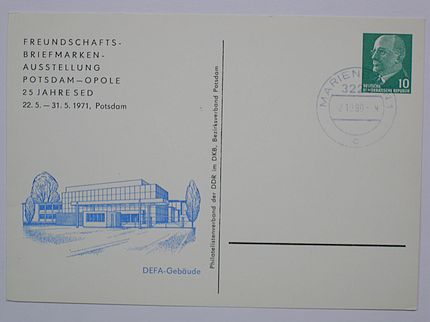 FREUNDSCHAFTS-
BRIEFMARKEN-
AUSSTELLUNG
POTSDAM—OPOLE
25 JAHRE SED
22. 5. — 31. 5. 1971, Potsdam
DEFA-Gebäude
Philatelistenverband der DDR im DKB, Bezirksverband Potsdam
10
DEUTSCHE
DEMOKRATISCHE REPUBLIK
C